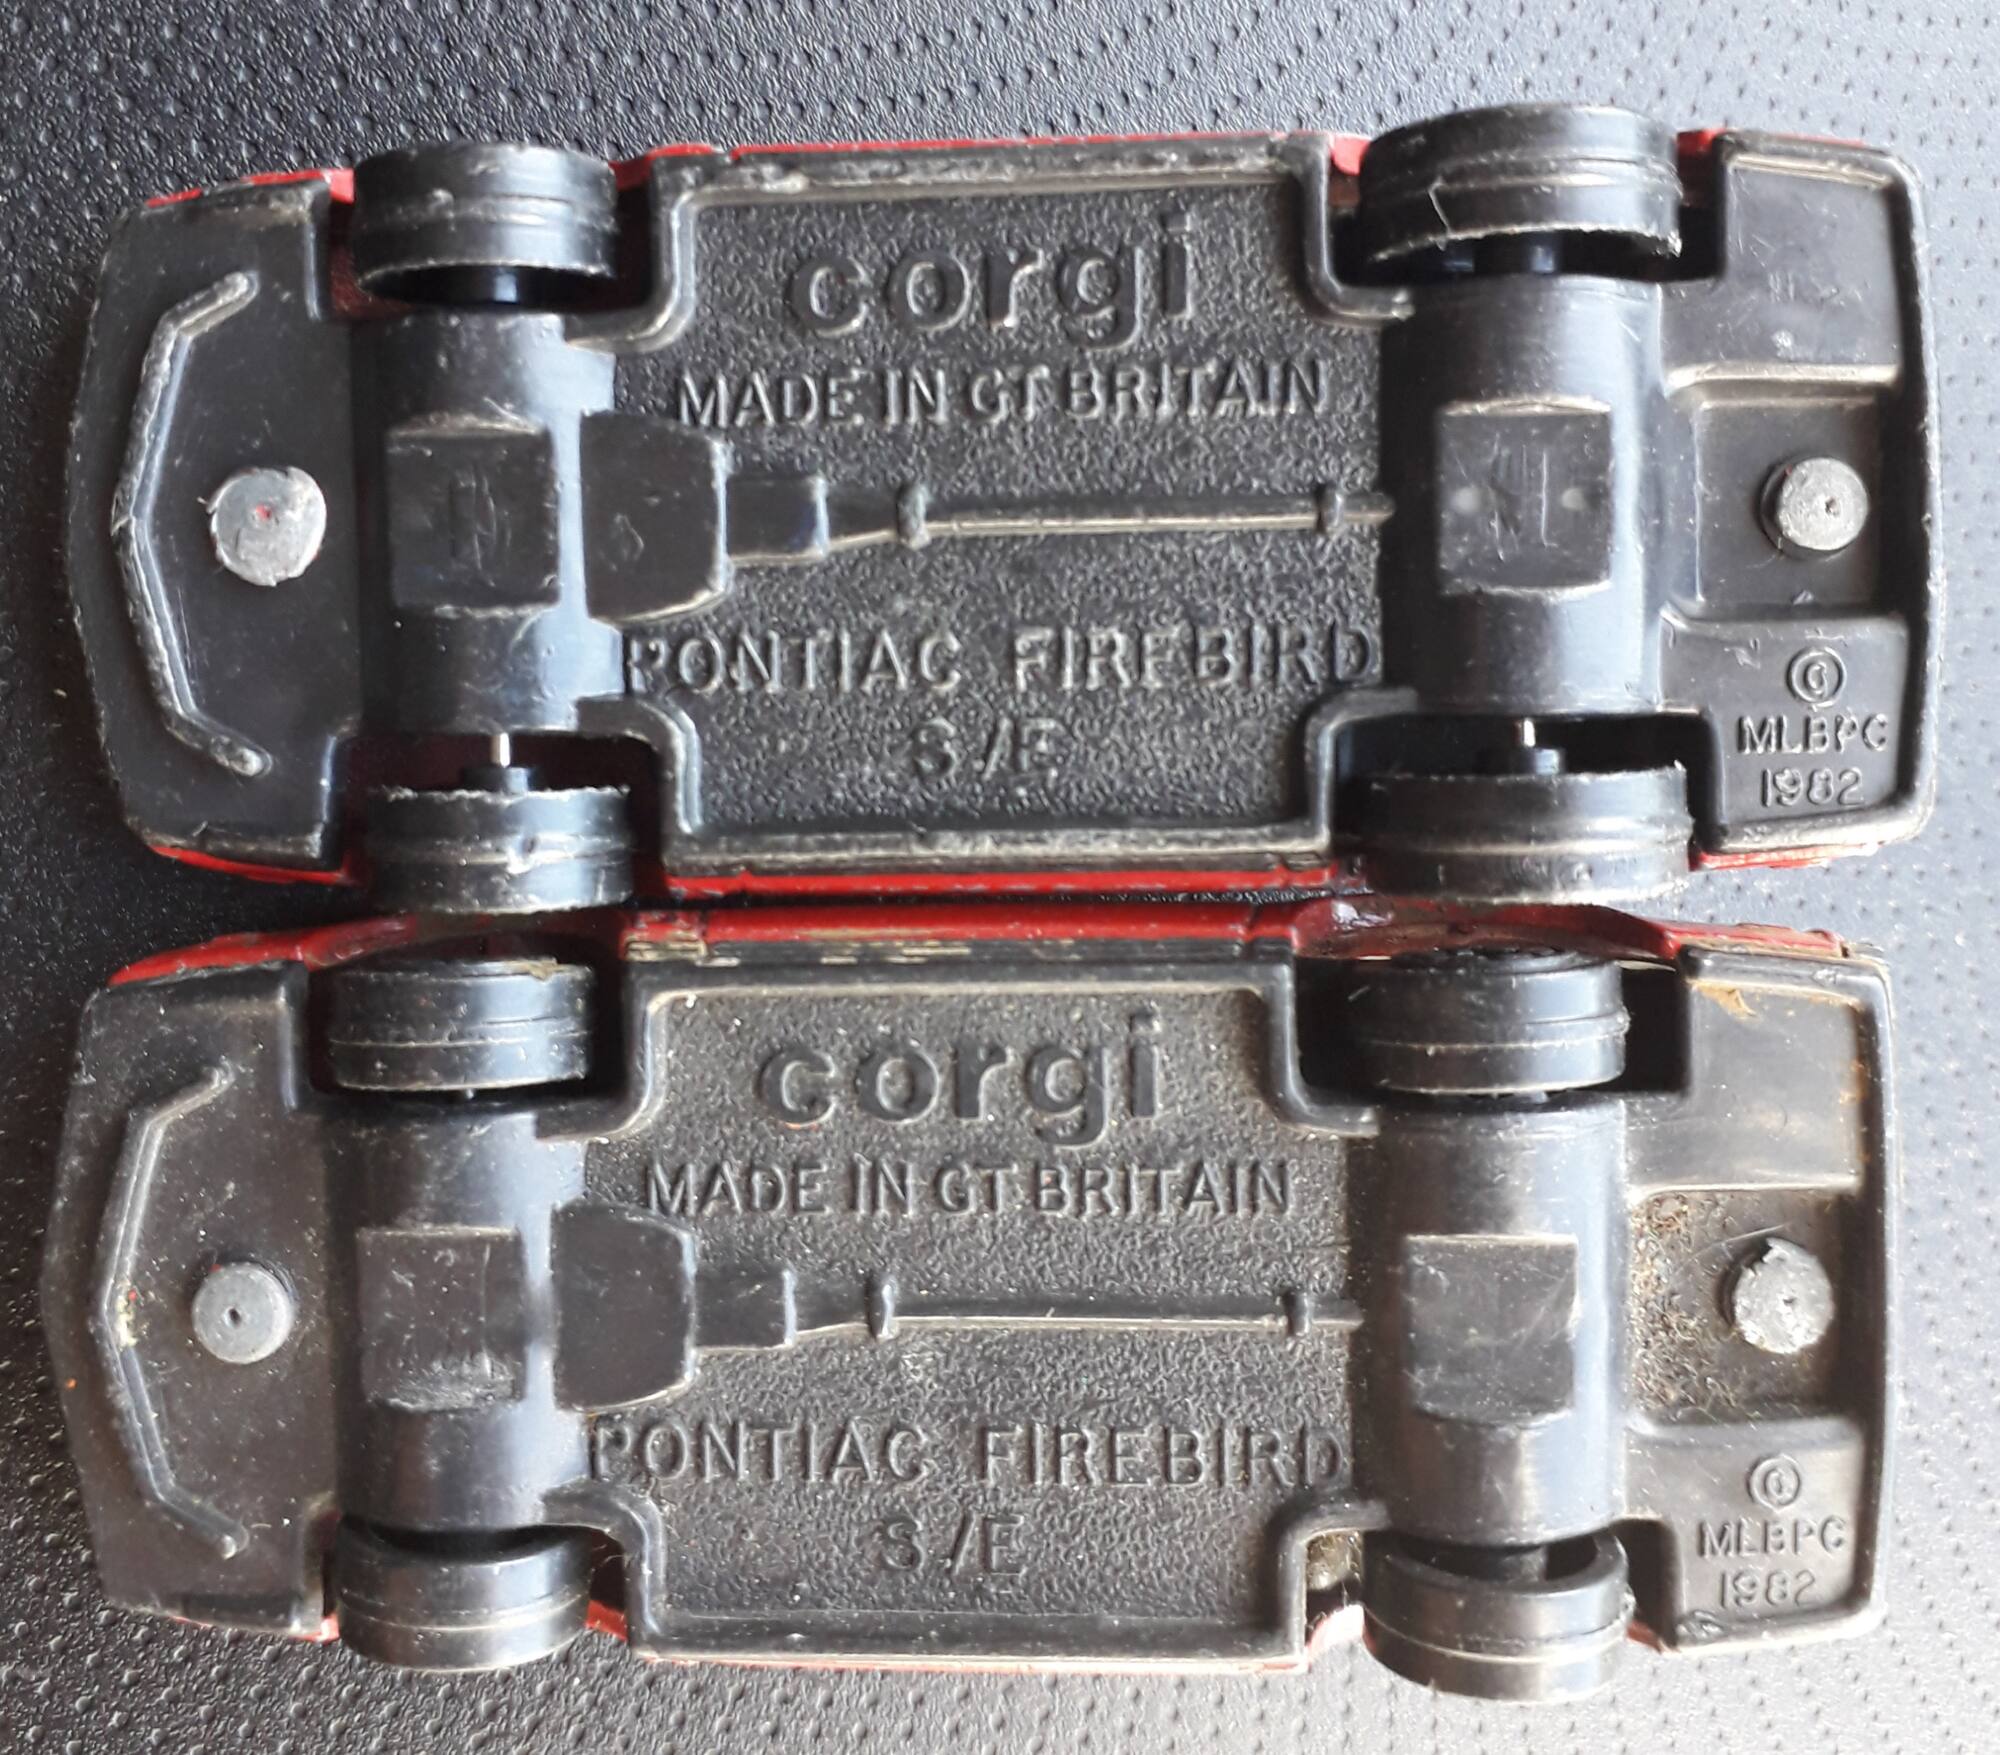 corgi
MADE IN GT BRITAIN
PONTIAC FIREBIRD
S/E
©
MLBPC
1982
corgi
MADE IN GT BRITAIN
PONTIAC FIREBIRD
S/E
©
MLBPC
1982